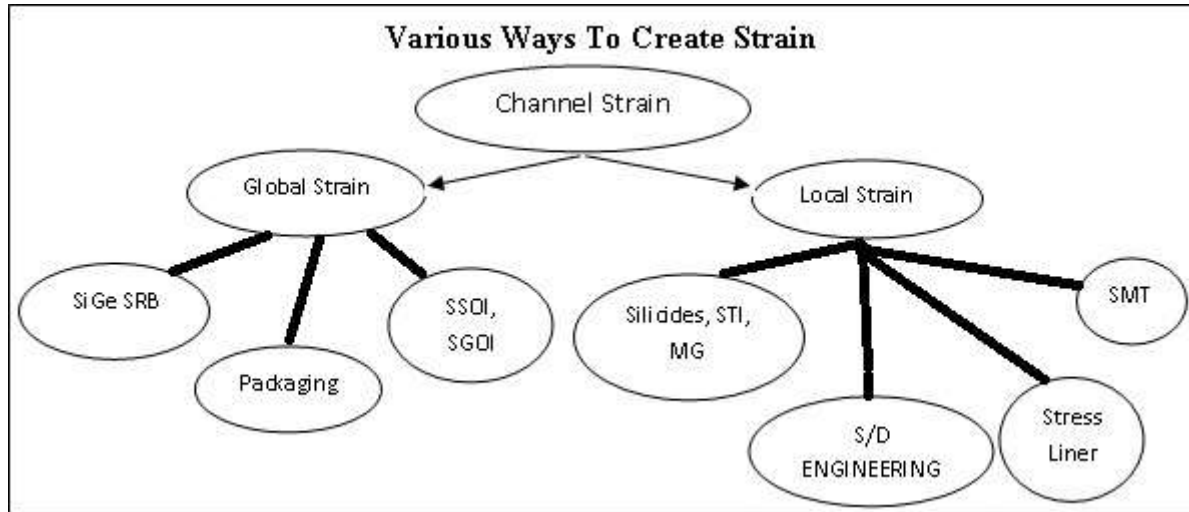 Various Ways To Create Strain
Channel Strain
Global Strain
Local Strain
SiGe SRB
Packaging
SSOI,
SGOI
Silicides, STI,
MG
S/D
ENGINEERING
Stress
Liner
SMT